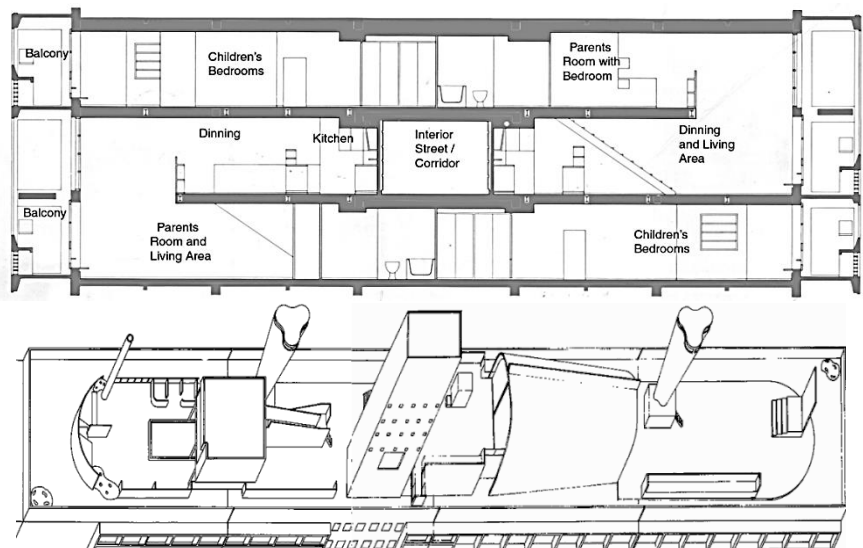 Balcony
Children's
Bedrooms
Parents
Room with
Bedroom
Dinning
Kitchen
Interior
Street /
Corridor
Dinning
and Living
Area
Balcony
Parents
Room and
Living Area
Children's
Bedrooms